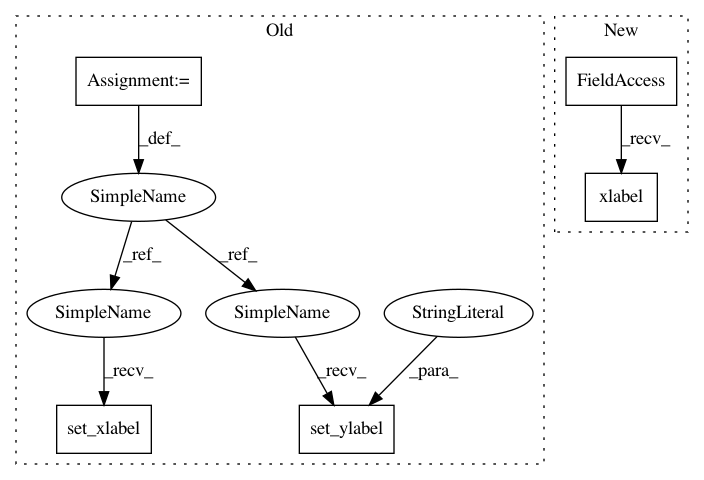 Old
New
Assignment:=
FieldAccess
_def_
_recv_
SimpleName
xlabel
_ref_
_ref_
SimpleName
SimpleName
StringLiteral
_recv_
_recv_
_para_
set_xlabel
set_ylabel